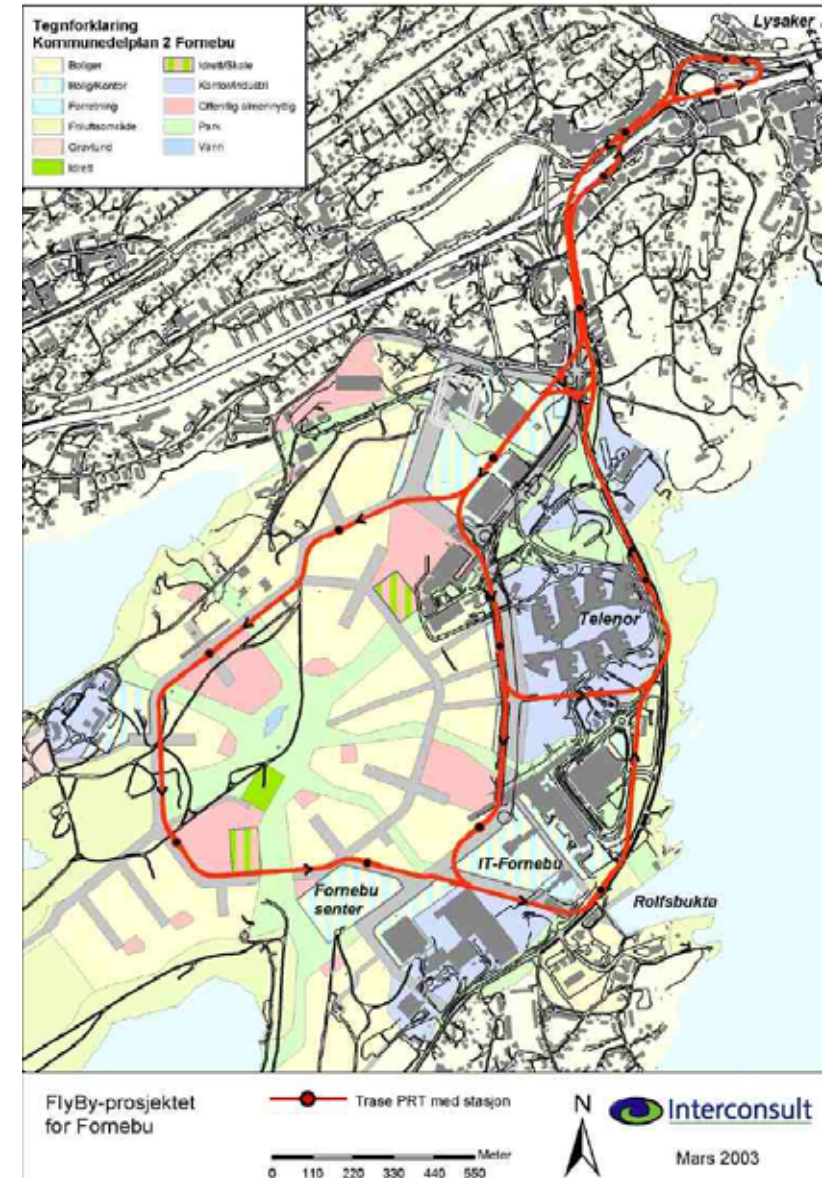 Tegnforklaring
Kommunedelplan 2 Fornebu
Boliger
Bolig/Kontor
Forretning
Friluftsområde
Gravlund
Idrett
Idrett/Skole
Kontor/Industri
Offentlig almennyttig
Park
Vann
Lysaker
Telenor
IT-Fornebu
Fornebu
senter
Rolfsbukta
FlyBy-prosjektet
for Fornebu
Trase PRT med stasjon
Meter
0 110 220 330 440 550
N
Interconsult
Mars 2003